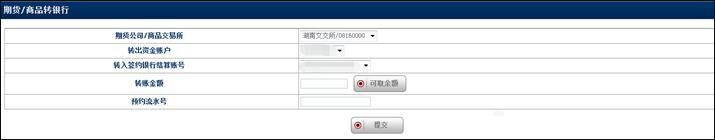 期货/商品转银行
期货公司/商品交易所 湖南文交所/08160000
转出资金账户
转入签约银行结算账号
转账金额 可取余额
预约流水号
提交